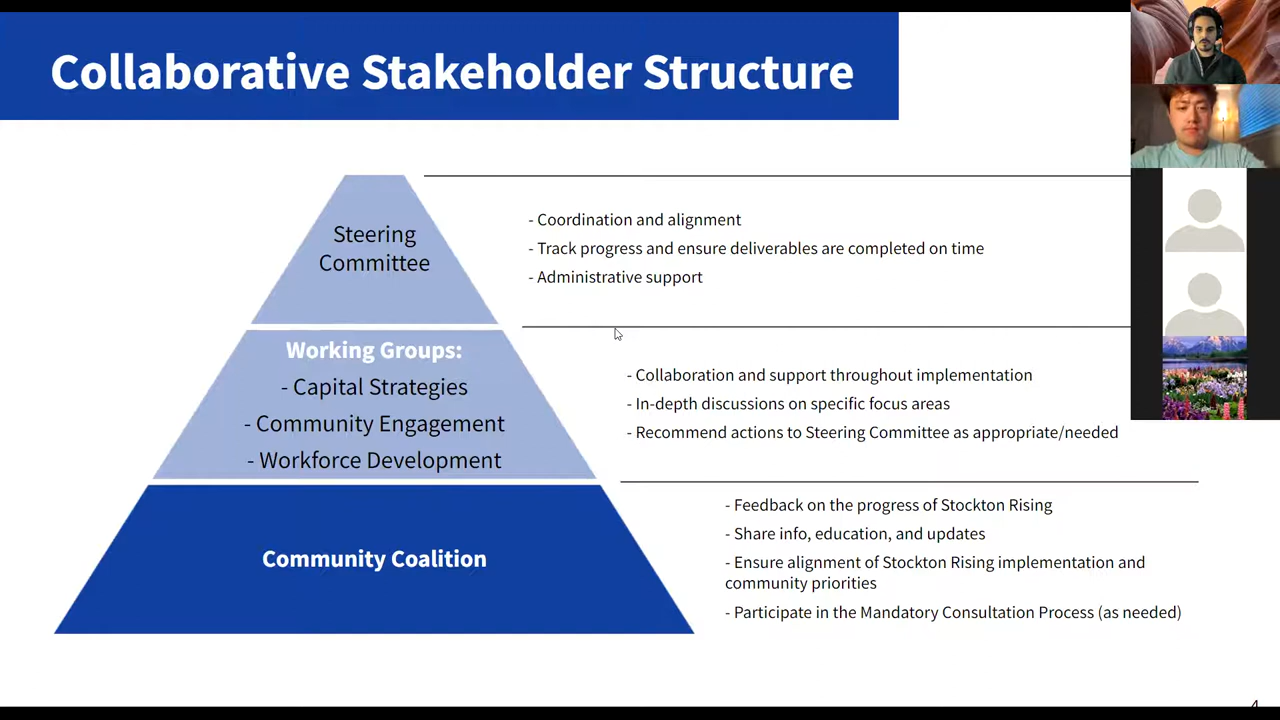 Collaborative Stakeholder Structure
Steering
Committee
- Coordination and alignment
- Track progress and ensure deliverables are completed on time
- Administrative support
Working Groups:
- Capital Strategies
- Community Engagement
- Workforce Development
- Collaboration and support throughout implementation
- In-depth discussions on specific focus areas
- Recommend actions to Steering Committee as appropriate/needed
Community Coalition
- Feedback on the progress of Stockton Rising
- Share info, education, and updates
- Ensure alignment of Stockton Rising implementation and
community priorities
- Participate in the Mandatory Consultation Process (as needed)
4